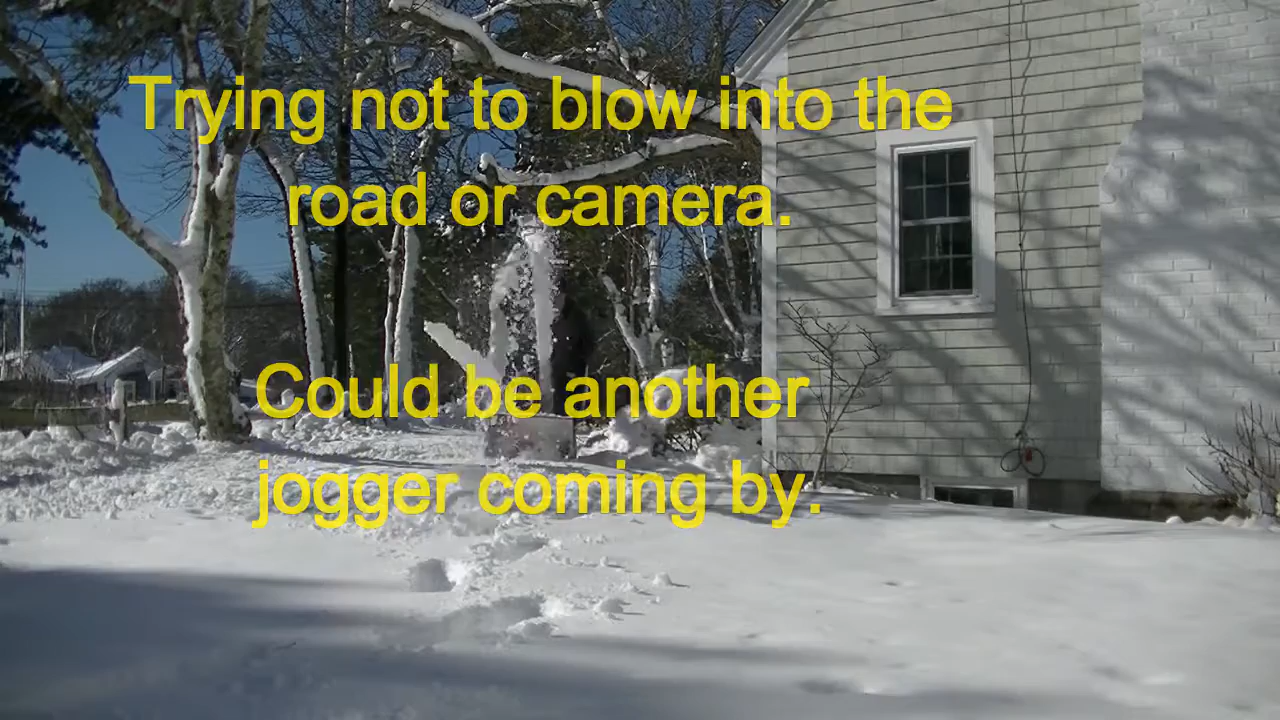 Trying not to blow into the
road or camera.
Could be another
jogger coming by.